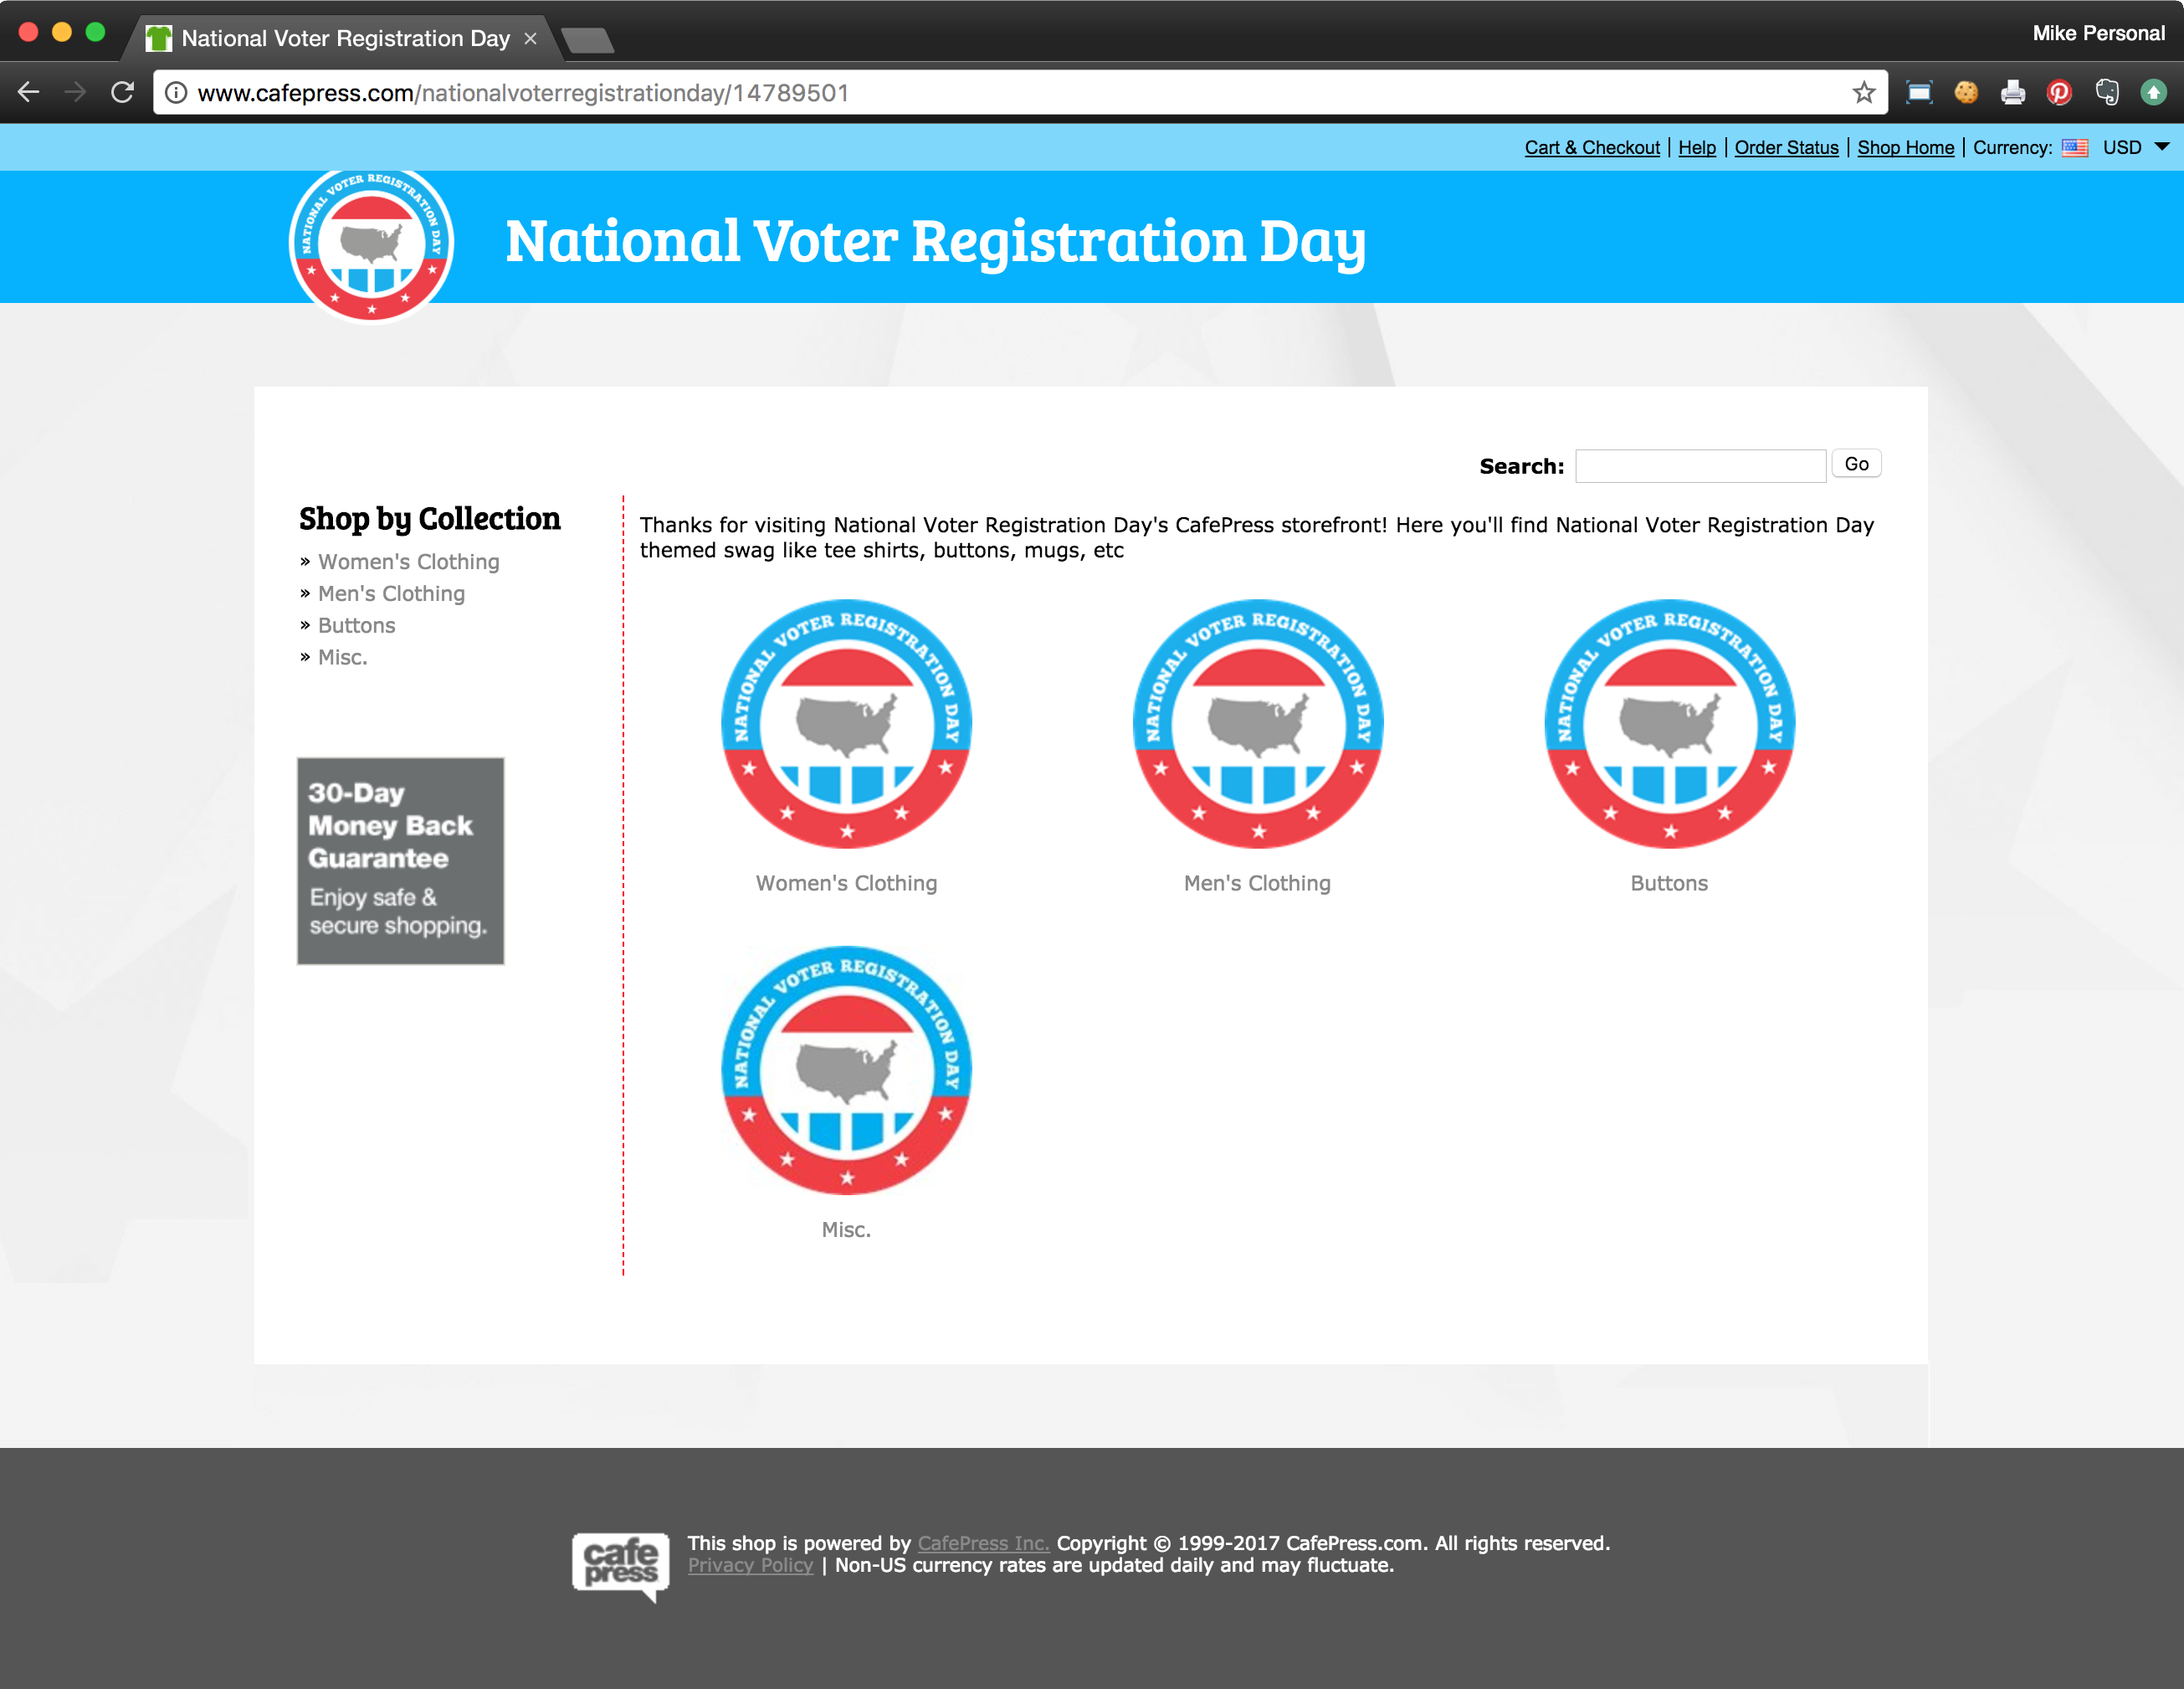 National Voter Registration Day
Mike Personal
www.cafepress.com/nationalvoterregistrationday/14789501
Cart & Checkout | Help | Order Status | Shop Home | Currency: USD
NATIONAL VOTER REGISTRATION DAY
National Voter Registration Day
Search: Go
Shop by Collection
» Women's Clothing
» Men's Clothing
» Buttons
» Misc.
30-Day
Money Back
Guarantee
Enjoy safe &
secure shopping.
Thanks for visiting National Voter Registration Day's CafePress storefront! Here you'll find National Voter Registration Day
themed swag like tee shirts, buttons, mugs, etc
NATIONAL VOTER REGISTRATION DAY
Women's Clothing
NATIONAL VOTER REGISTRATION DAY
Men's Clothing
NATIONAL VOTER REGISTRATION DAY
Buttons
NATIONAL VOTER REGISTRATION DAY
Misc.
cafe
press
This shop is powered by CafePress Inc. Copyright © 1999-2017 CafePress.com. All rights reserved.
Privacy Policy | Non-US currency rates are updated daily and may fluctuate.